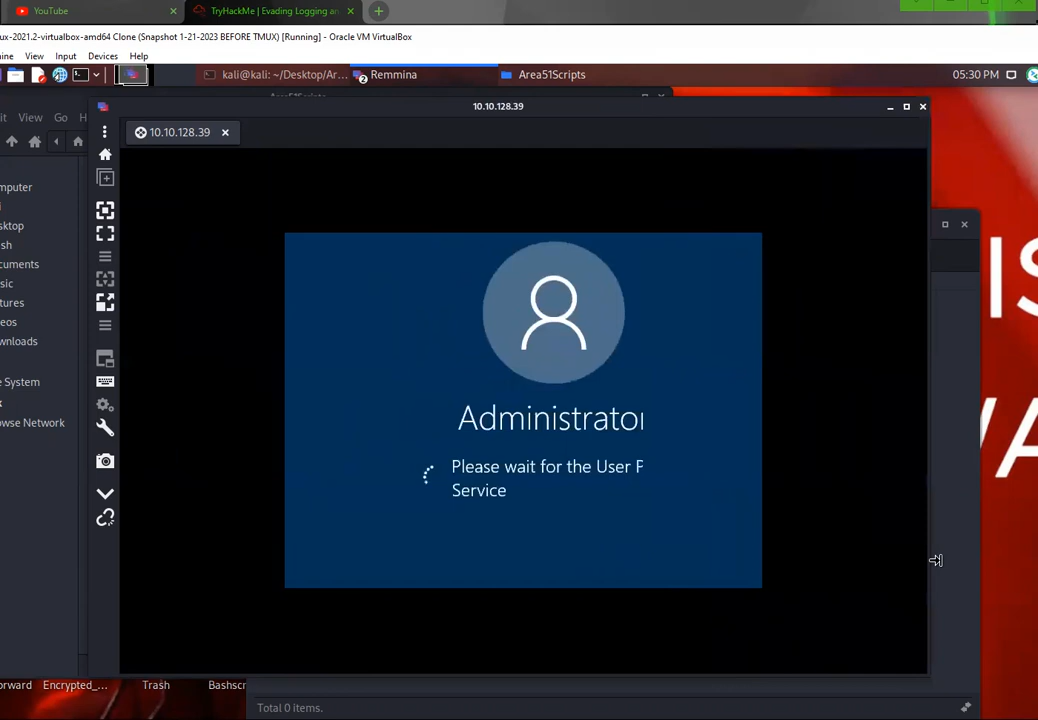 YouTube
TryHackMe | Evading Logging an
ux-2021.2-virtualbox-amd64 Clone (Snapshot 1-21-2023 BEFORE TMUX) [Running] - Oracle VM VirtualBox
ine View Input Devices Help
kali@kali: ~/Desktop/Ar... Remmina Area51Scripts 05:30 PM
it View Go H
10.10.128.39
10.10.128.39
mputer
sktop
sh
cuments
sic
tures
eos
wnloads
e System
owse Network
Administrator
Please wait for the User P
Service
IS
orward Encrypted_... Trash Bashscr
Total 0 items.